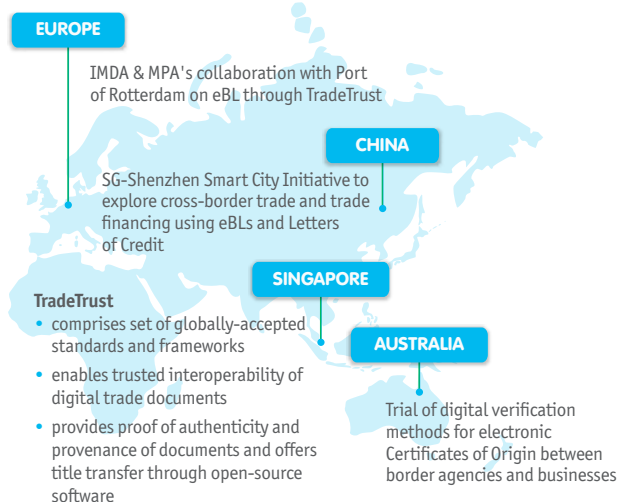 EUROPE
IMDA & MPA's collaboration with Port
of Rotterdam on eBL through TradeTrust
CHINA
SG-Shenzhen Smart City Initiative to
explore cross-border trade and trade
financing using eBLs and Letters
of Credit
SINGAPORE
TradeTrust
• comprises set of globally-accepted
standards and frameworks
• enables trusted interoperability of
digital trade documents
• provides proof of authenticity and
provenance of documents and offers
title transfer through open-source
software
AUSTRALIA
Trial of digital verification
methods for electronic
Certificates of Origin between
border agencies and businesses